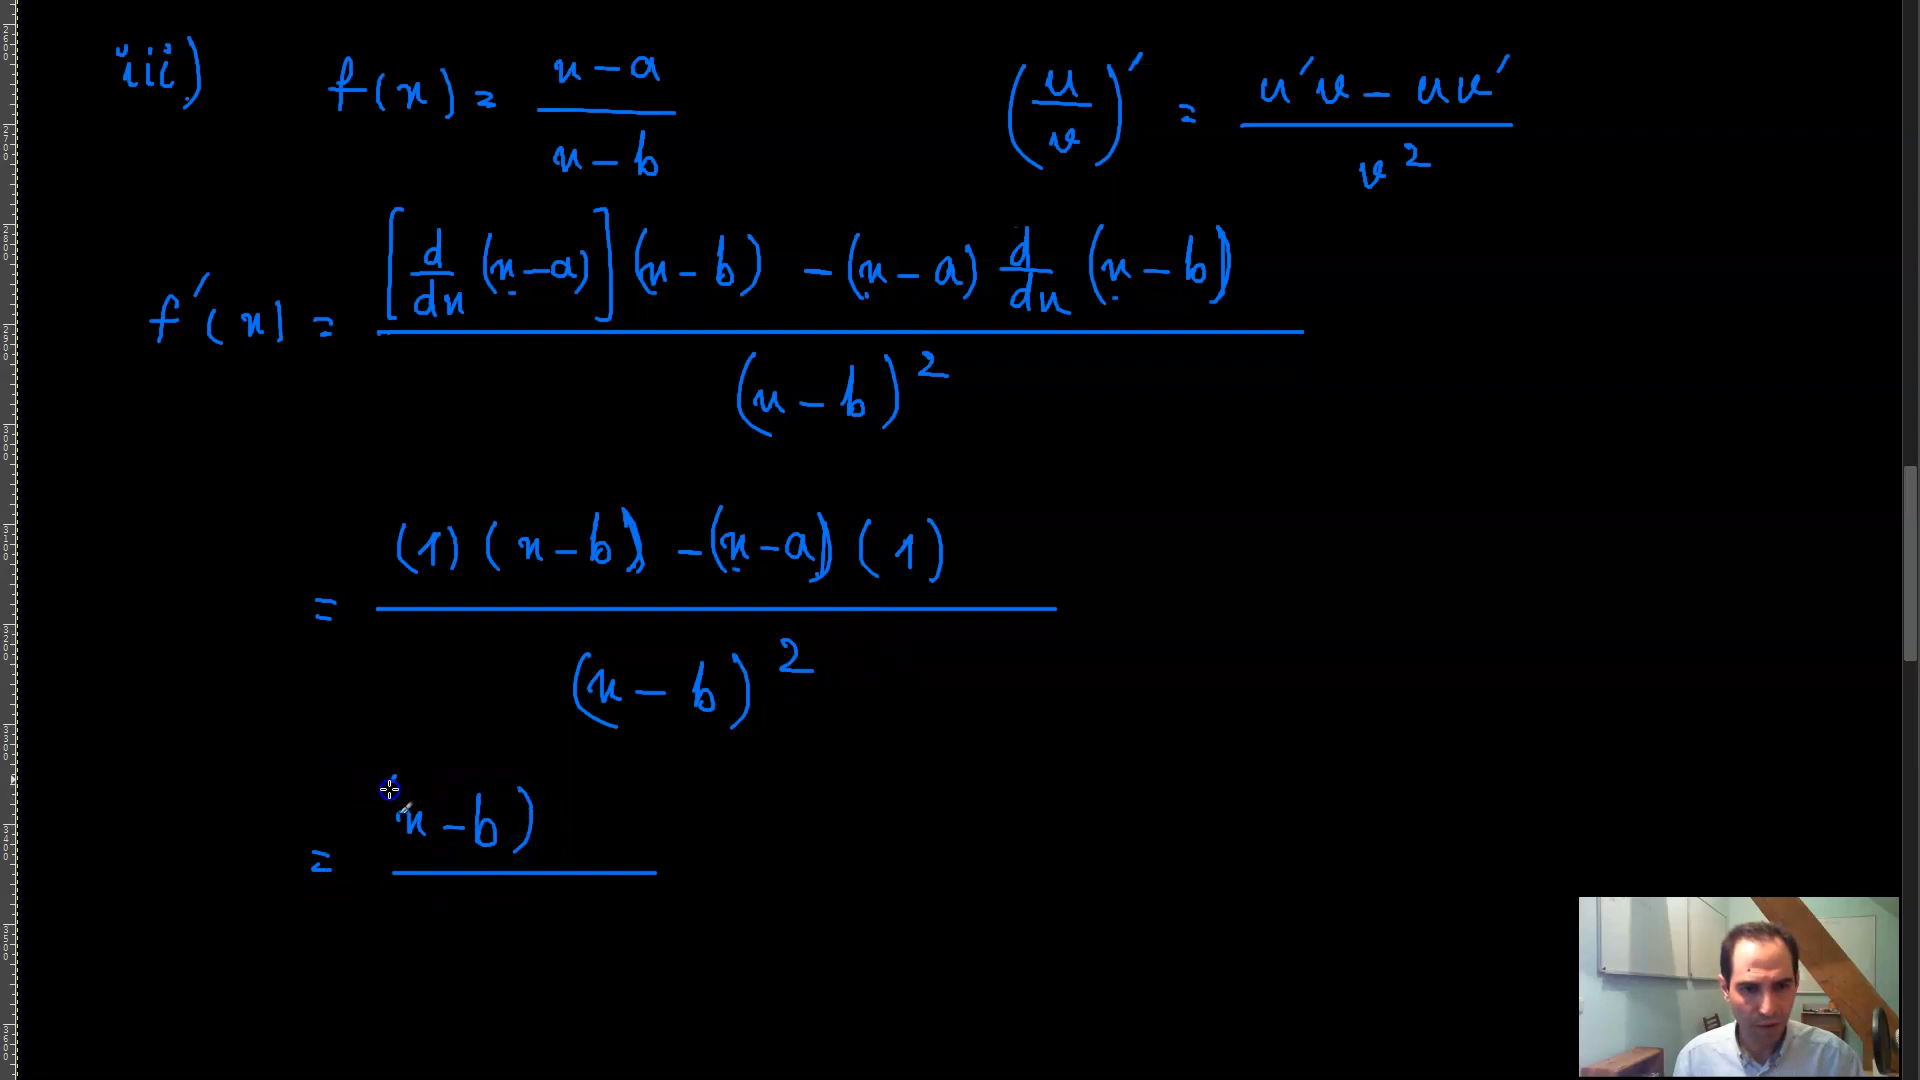 iii) f(x) = x - a / x - b (u/v)' = u'v - uv' / v²
f'(x) = [d/dx (x-a)] (x-b) - (x-a) d/dx (x-b) / (x-b)²
= (1) (x-b) - (x-a) (1) / (x-b)²
= x-b)